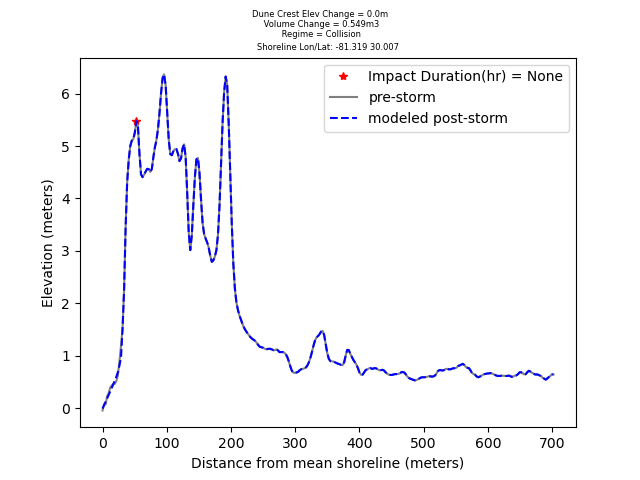 Dune Crest Elev Change = 0.0m
Volume Change = 0.549m3
Regime = Collision
Shoreline Lon/Lat: -81.319 30.007
Impact Duration(hr) = None
pre-storm
modeled post-storm
Elevation (meters)
6
5
4
3
2
1
0
0 100 200 300 400 500 600 700
Distance from mean shoreline (meters)